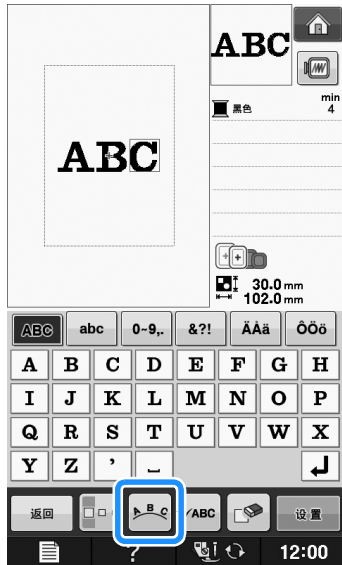 ABC
min
黑色 4
ABC
30.0 mm
102.0 mm
ABC abc 0~9,. &?! ÄÅä ÔÖö
A B C D E F G H
I J K L M N O P
Q R S T U V W X
Y Z ’ _
返回 A B C ABC 设置
? 12:00